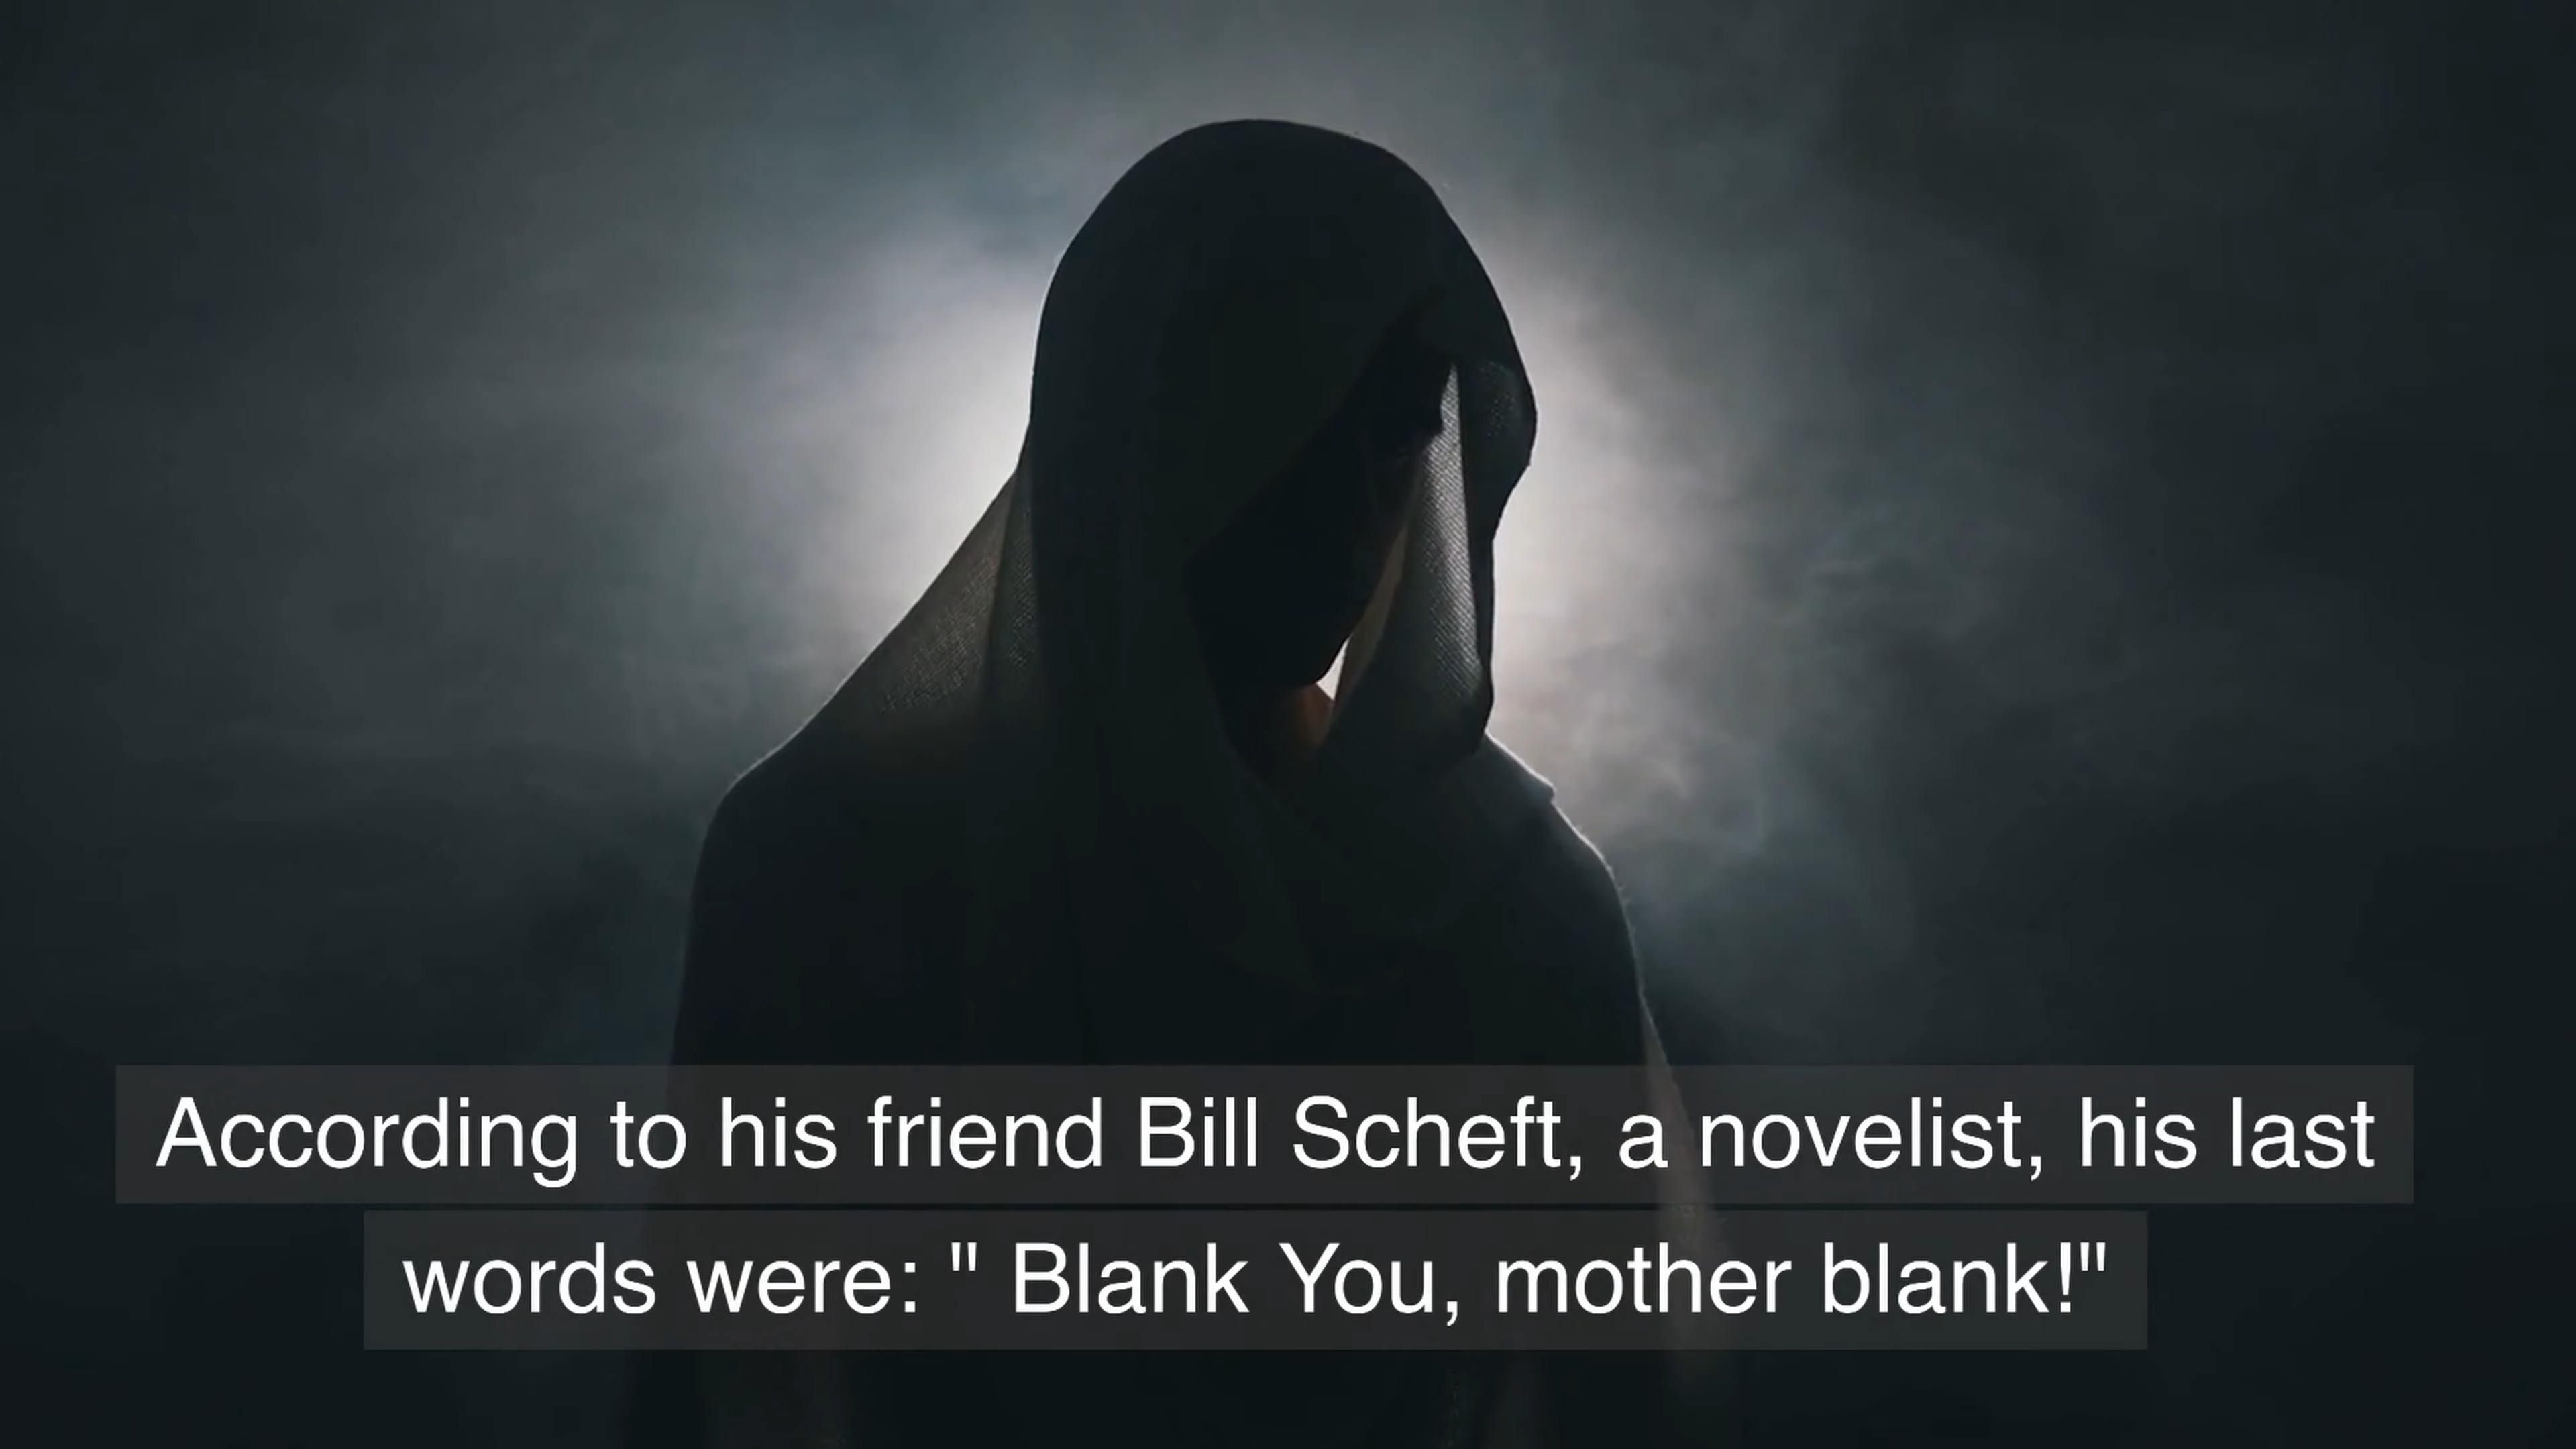 According to his friend Bill Scheft, a novelist, his last
words were: " Blank You, mother blank!"